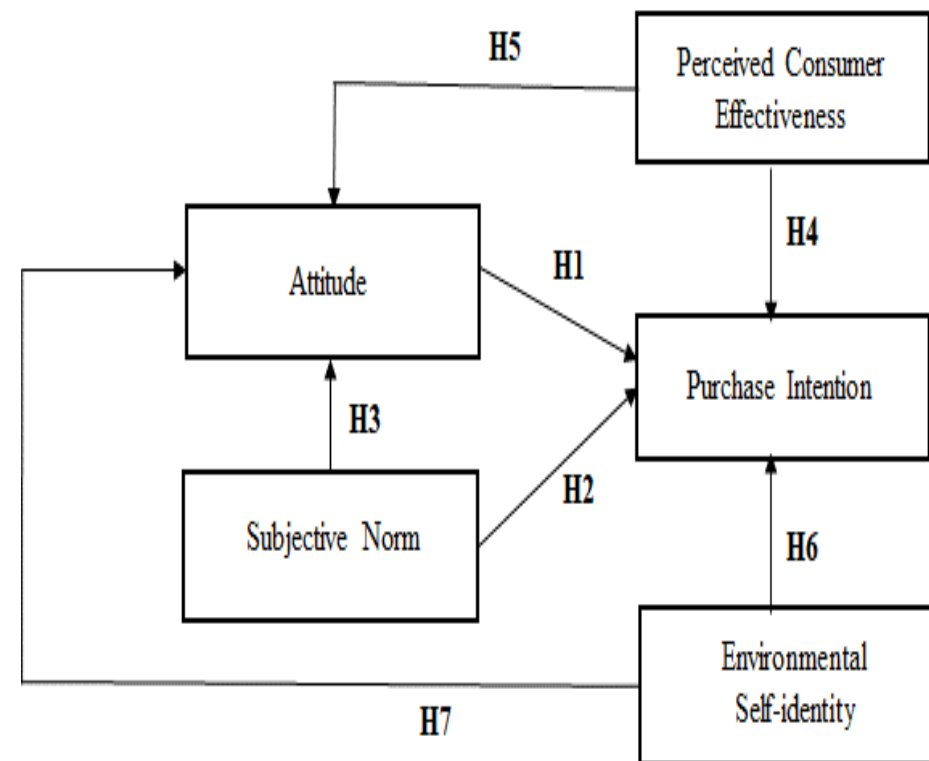 H5
Perceived Consumer
Effectiveness
H4
Attitude
H1
Purchase Intention
H3
H2
Subjective Norm
H6
Environmental
Self-identity
H7